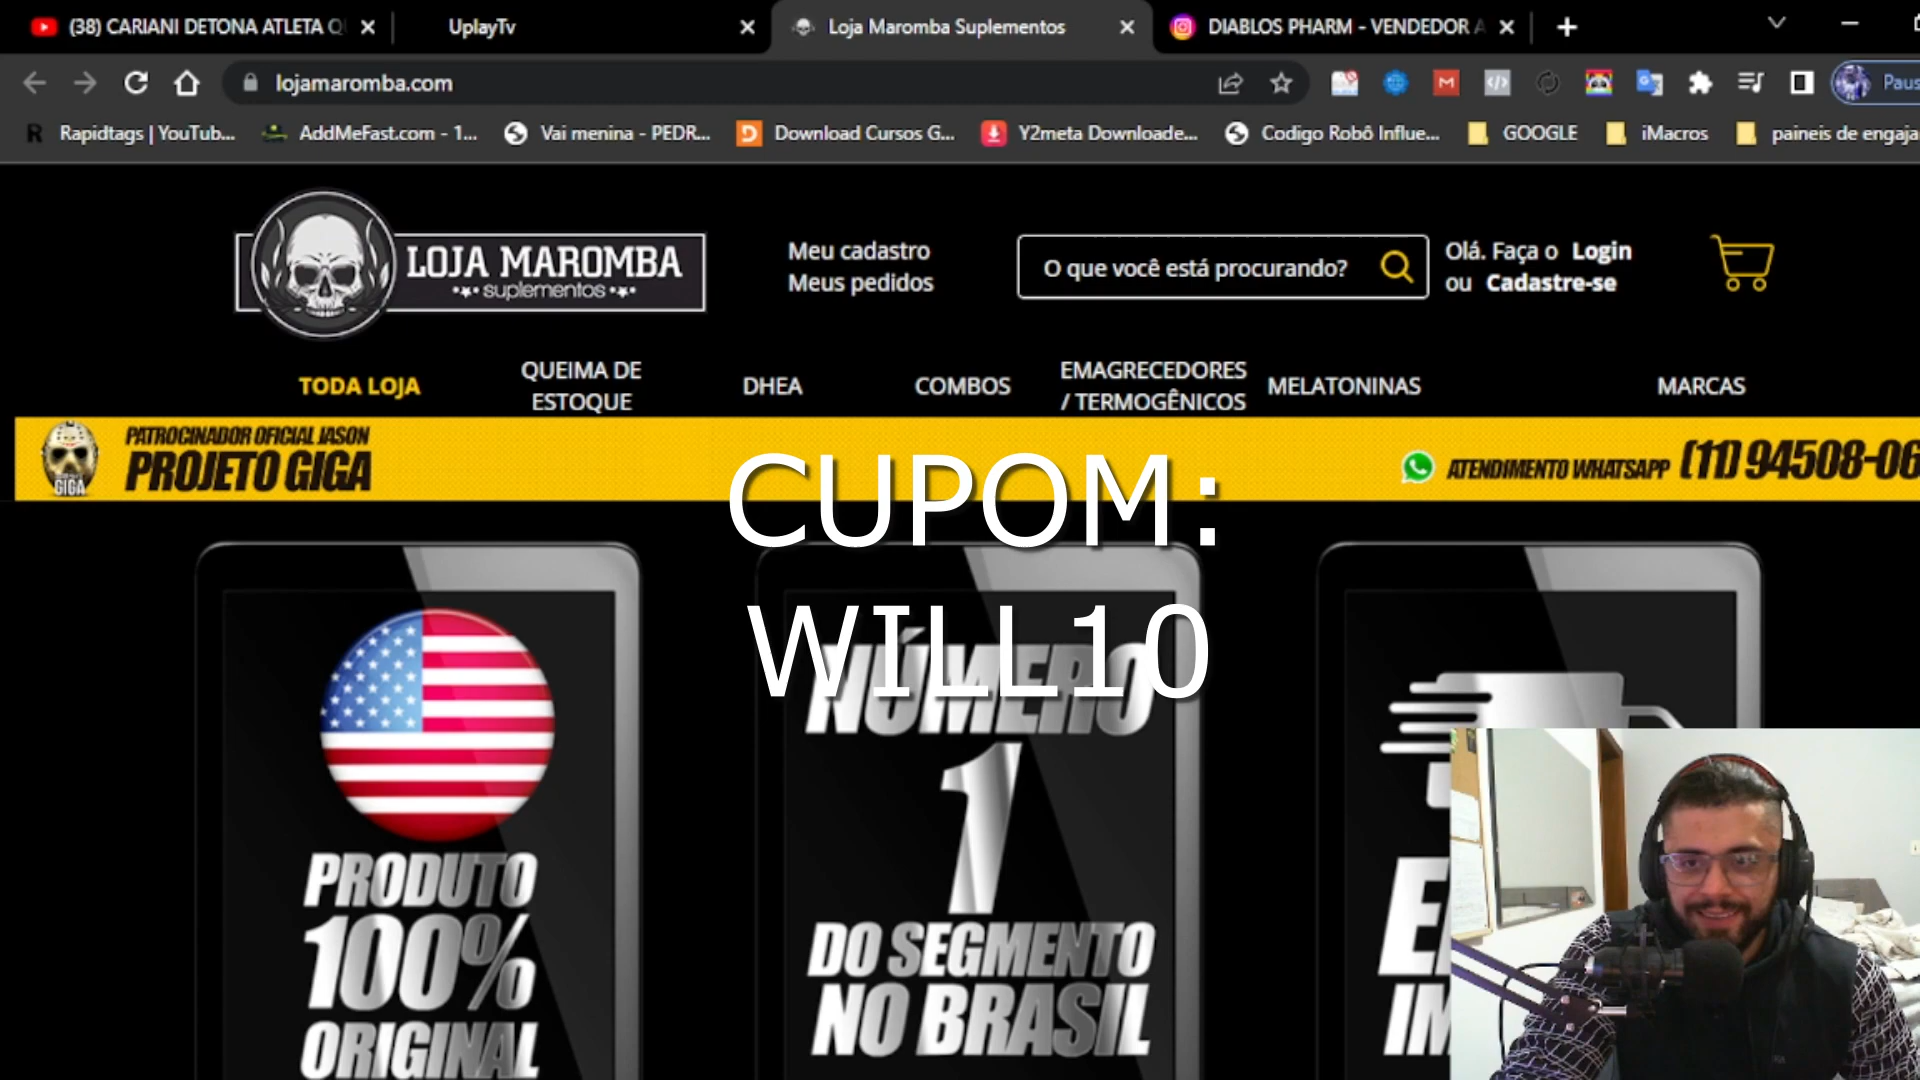 (38) CARIANI DETONA ATLETA Q
UplayTv
Loja Maromba Suplementos
DIABLOS PHARM - VENDEDOR A
lojamaromba.com
Paus
Rapidtags | YouTub...
AddMeFast.com - 1...
Vai menina - PEDR...
Download Cursos G...
Y2meta Downloade...
Codigo Robô Influe...
GOOGLE
iMacros
paineis de engaja
LOJA MAROMBA
suplementos
Meu cadastro
Meus pedidos
O que você está procurando?
Olá. Faça o Login
ou Cadastre-se
TODA LOJA
QUEIMA DE
ESTOQUE
DHEA
COMBOS
EMAGRECEDORES
/ TERMOGÊNICOS
MELATONINAS
MARCAS
GIGA
PATROCINADOR OFICIAL JASON
PROJETO GIGA
ATENDIMENTO WHATSAPP (11) 94508-06
CUPOM:
WILL10
PRODUTO
100%
ORIGINAL
NÚMERO
1
DO SEGMENTO
NO BRASIL